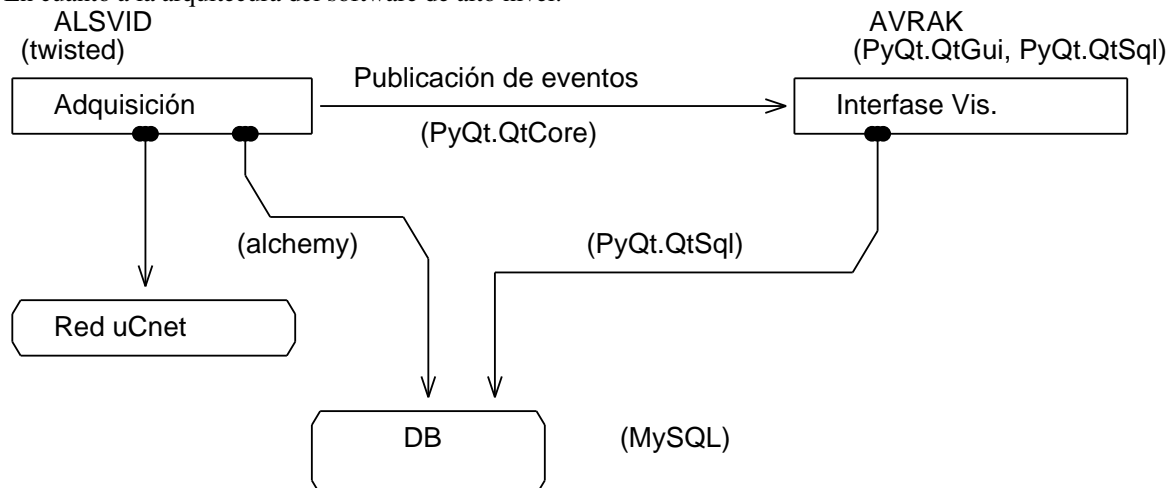 En cuanto a la arquitectura del software de alto nivel:
ALSVID
(twisted)
AVRAK
(PyQt.QtGui, PyQt.QtSql)
Adquisición
Publicación de eventos
(PyQt.QtCore)
Interfase Vis.
(alchemy)
(PyQt.QtSql)
Red uCnet
DB
(MySQL)